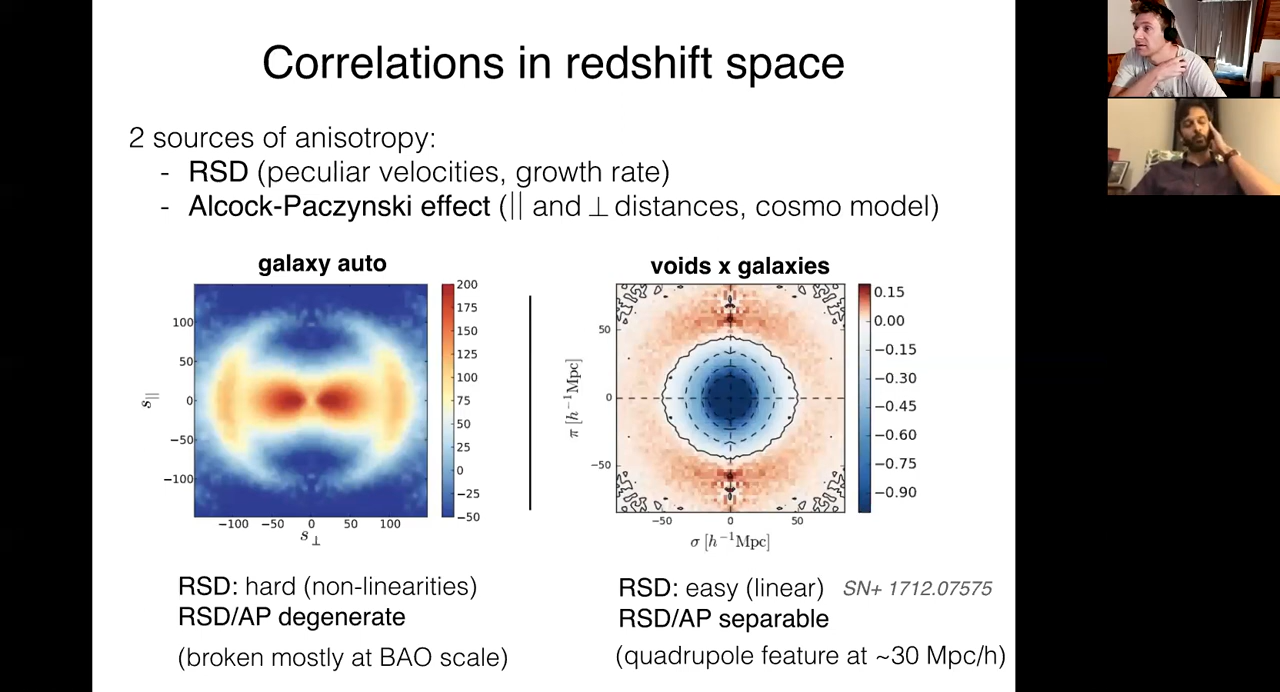 Correlations in redshift space
2 sources of anisotropy:
- RSD (peculiar velocities, growth rate)
- Alcock-Paczynski effect (|| and ⊥ distances, cosmo model)
galaxy auto
voids x galaxies
200
175
150
125
100
75
50
25
0
−25
−50
100
50
0
−50
−100
s||
−100 −50 0 50 100
s⊥
0.15
0.00
−0.15
−0.30
−0.45
−0.60
−0.75
−0.90
50
0
−50
π [h⁻¹Mpc]
−50 0 50
σ [h⁻¹Mpc]
RSD: hard (non-linearities)
RSD/AP degenerate
(broken mostly at BAO scale)
RSD: easy (linear) SN+ 1712.07575
RSD/AP separable
(quadrupole feature at ~30 Mpc/h)